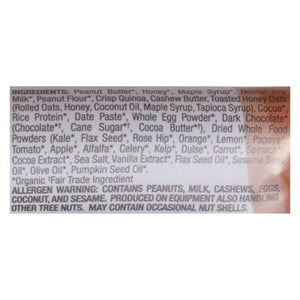 INGREDIENTS: Peanut Butter*, Honey*, Maple Syrup*, Nonfat Dry
Milk*, Peanut Flour*, Crisp Quinoa, Cashew Butter, Toasted Honey Oats
(Rolled Oats, Honey, Coconut Oil, Maple Syrup, Tapioca Syrup), Cocoa*,
Rice Protein*, Date Paste*, Whole Egg Powder*, Dark Chocolate*
(Chocolate*†, Cane Sugar*†, Cocoa Butter*†), Dried Whole Food
Powders (Kale*, Flax Seed*, Rose Hip*, Orange*, Lemon*, Papaya*,
Tomato*, Apple*, Alfalfa*, Celery*, Kelp*, Dulse*, Carrot*, Spinach*),
Cocoa Extract*, Sea Salt, Vanilla Extract*, Flax Seed Oil*, Sesame Seed
Oil*, Olive Oil*, Pumpkin Seed Oil*.
*Organic †Fair Trade Ingredient
ALLERGEN WARNING: CONTAINS PEANUTS, MILK, CASHEWS, EGGS,
COCONUT, AND SESAME. PRODUCED ON EQUIPMENT ALSO HANDLING
OTHER TREE NUTS. MAY CONTAIN OCCASIONAL NUT SHELLS.